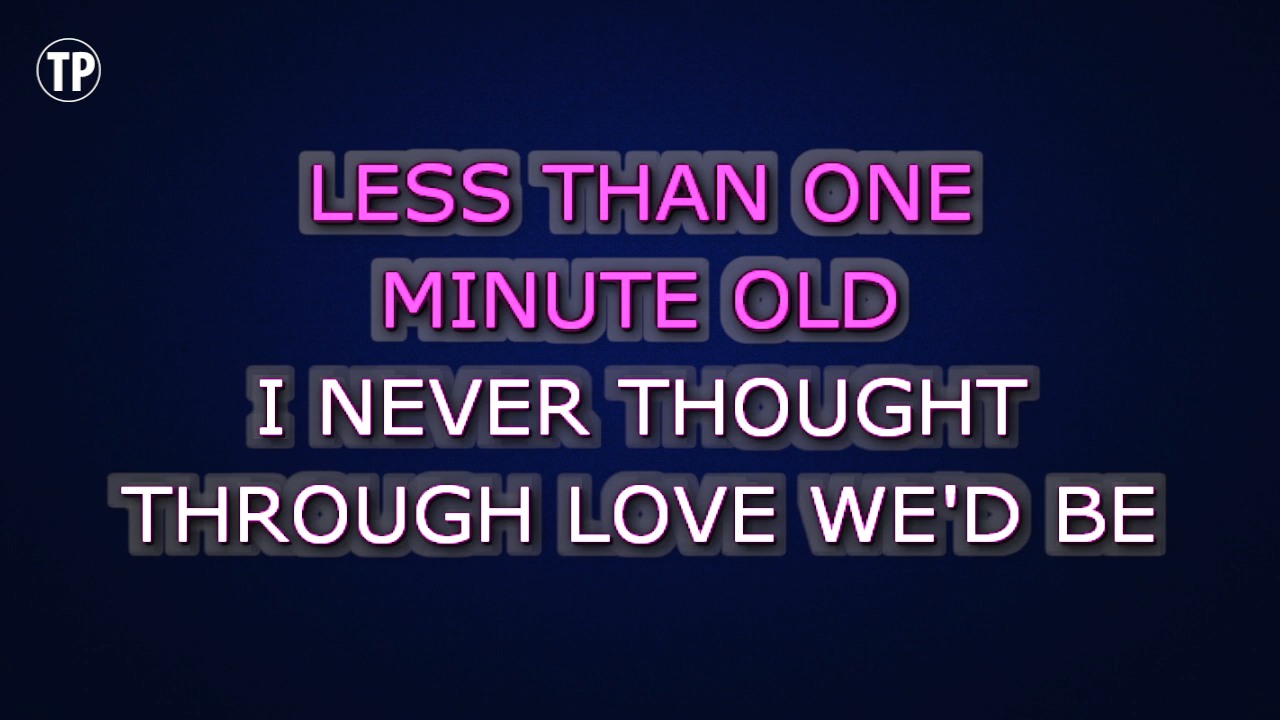 TP
LESS THAN ONE
MINUTE OLD
I NEVER THOUGHT
THROUGH LOVE WE'D BE